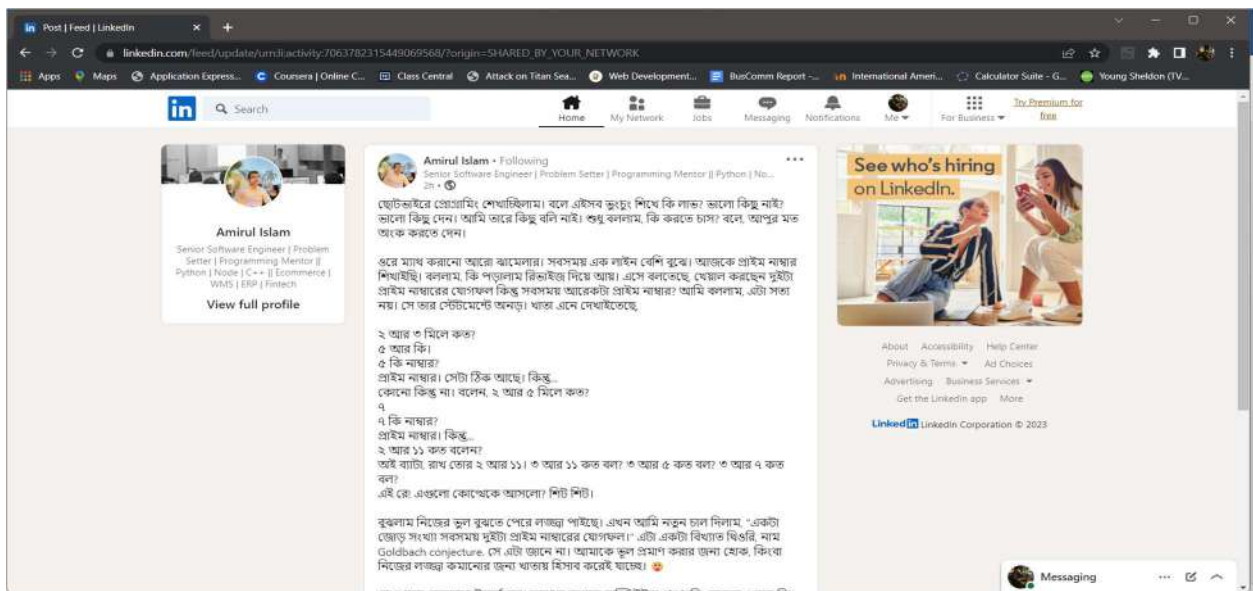 Post | Feed | LinkedIn
linkedin.com/feed/update/urn:li:activity:7063782315449069568/?origin=SHARED_BY_YOUR_NETWORK
Apps Maps Application Express... Coursera | Online C... Class Central Attack on Titan Sea... Web Development... BusComm Report -... International Ameri... Calculator Suite - G... Young Sheldon (TV...
in Search Home My Network Jobs Messaging Notifications Me For Business Try Premium for free
Amirul Islam
Senior Software Engineer | Problem
Setter | Programming Mentor ||
Python | Node | C++ || Ecommerce |
WMS | ERP | Fintech
View full profile
Amirul Islam • Following
Senior Software Engineer | Problem Setter | Programming Mentor || Python | No...
2h •
ছোটভাইরে প্রোগ্রামিং শেখাচ্ছিলাম। বলে এইসব ভুংচুং শিখে কি লাভ? ভালো কিছু নাই?
ভালো কিছু দেন। আমি তারে কিছু বলি নাই। শুধু বললাম, কি করতে চাস? বলে, আপুর মত
অংক করতে দেন।
ওরে ম্যাথ করানো আরো ঝামেলার। সবসময় এক লাইন বেশি বুঝে। আজকে প্রাইম নাম্বার
শিখাইছি। বললাম, কি পড়ালাম রিভাইজ দিয়ে আয়। এসে বলতেছে, খেয়াল করছেন দুইটা
প্রাইম নাম্বারের যোগফল কিন্তু সবসময় আরেকটা প্রাইম নাম্বার? আমি বললাম, এটা সত্য
নয়। সে তার স্টেটমেন্টে অনড়। খাতা এনে দেখাইতেছে,
২ আর ৩ মিলে কত?
৫ আর কি।
৫ কি নাম্বার?
প্রাইম নাম্বার। সেটা ঠিক আছে। কিন্তু...
কোনো কিন্তু না। বলেন, ২ আর ৫ মিলে কত?
৭
৭ কি নাম্বার?
প্রাইম নাম্বার। কিন্তু...
২ আর ১১ কত বলেন?
অই ব্যাটা, রাখ তোর ২ আর ১১। ৩ আর ১১ কত বল? ৩ আর ৫ কত বল? ৩ আর ৭ কত
বল?
এই রে! এগুলো কোত্থেকে আসলো? শিট শিট।
বুঝলাম নিজের ভুল বুঝতে পেরে লজ্জা পাইছে। এখন আমি নতুন চাল দিলাম, "একটা
জোড় সংখ্যা সবসময় দুইটা প্রাইম নাম্বারের যোগফল।" এটা একটা বিখ্যাত থিওরি, নাম
Goldbach conjecture. সে এটা জানে না। আমাকে ভুল প্রমাণ করার জন্য হোক, কিংবা
নিজের লজ্জা কমানোর জন্য খাতায় হিসাব করেই যাচ্ছে।
See who's hiring
on LinkedIn.
About Accessibility Help Center
Privacy & Terms Ad Choices
Advertising Business Services
Get the LinkedIn app More
LinkedIn LinkedIn Corporation © 2023
Messaging